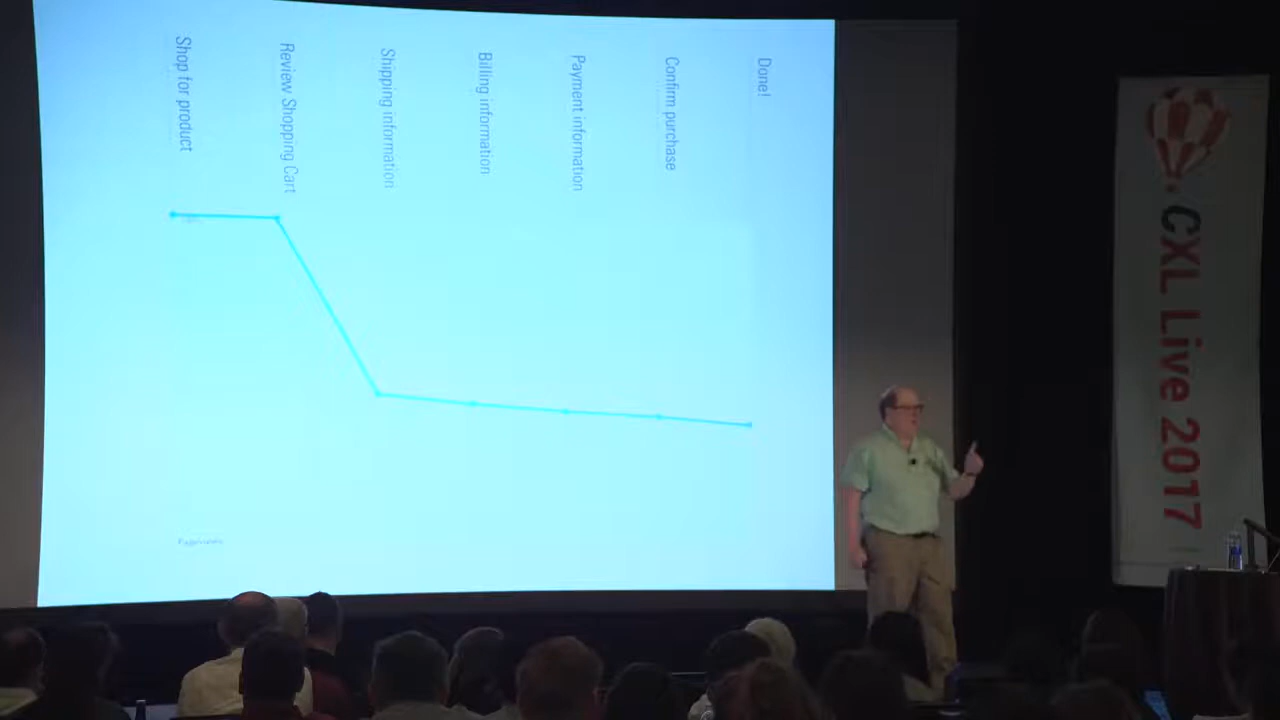 Shop for product
Review Shopping Cart
Shipping information
Billing information
Payment information
Confirm purchase
Done!
CXL Live 2017